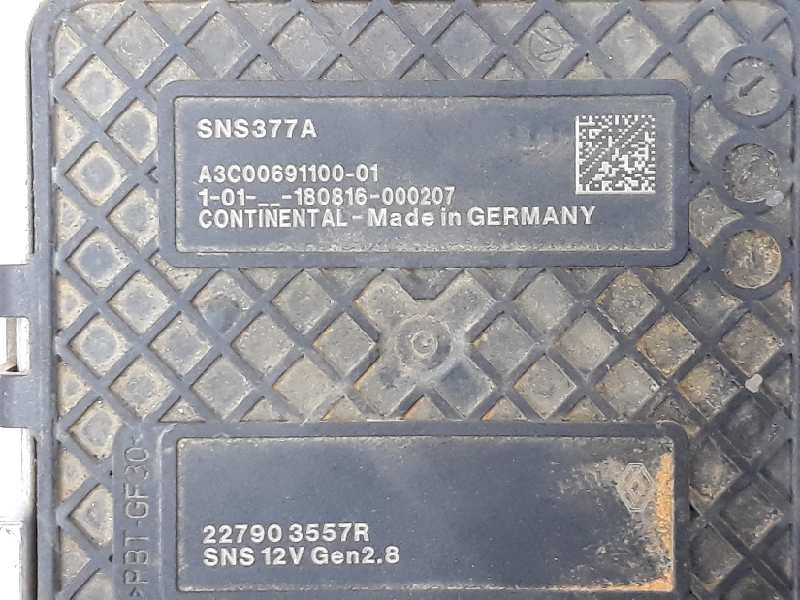 SNS377A
A3C00691100-01
1-01-__-180816-000207
CONTINENTAL - Made in GERMANY
22790 3557R
SNS 12V Gen2.8
>PBT-GF30<